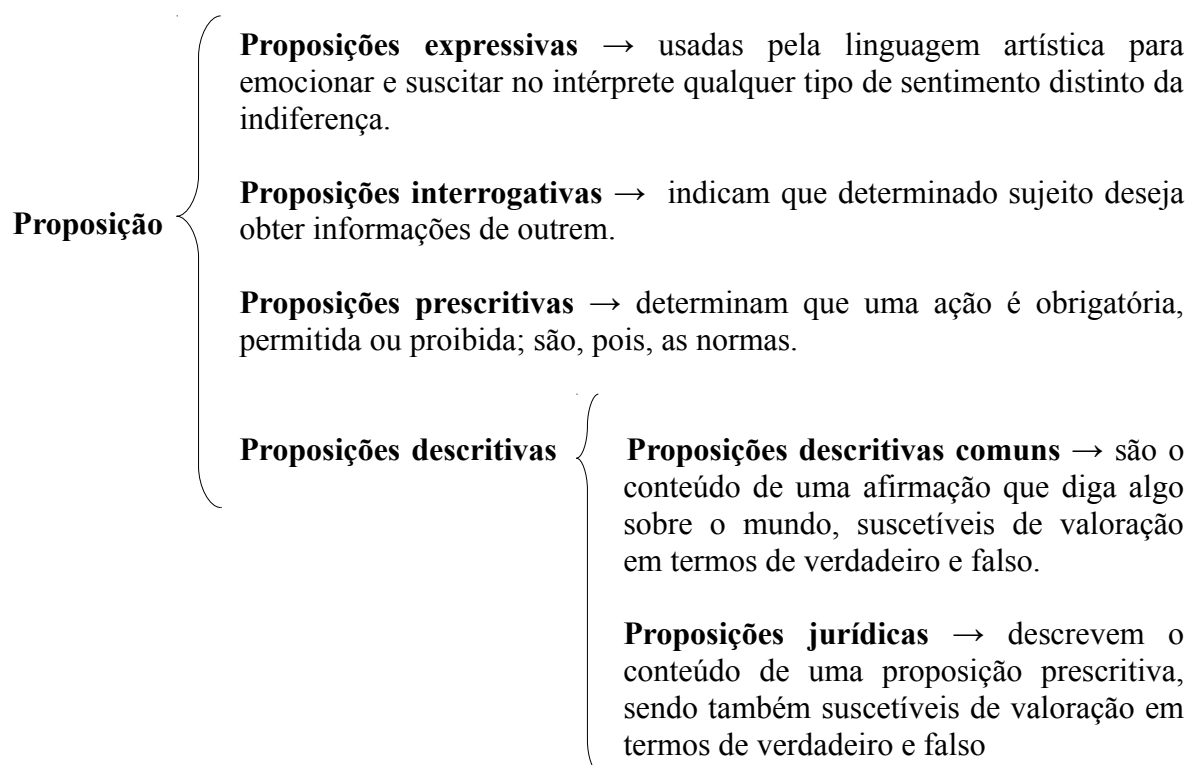 Proposições expressivas → usadas pela linguagem artística para
emocionar e suscitar no intérprete qualquer tipo de sentimento distinto da
indiferença.
Proposições interrogativas → indicam que determinado sujeito deseja
obter informações de outrem.
Proposição
Proposições prescritivas → determinam que uma ação é obrigatória,
permitida ou proibida; são, pois, as normas.
Proposições descritivas
Proposições descritivas comuns → são o
conteúdo de uma afirmação que diga algo
sobre o mundo, suscetíveis de valoração
em termos de verdadeiro e falso.
Proposições jurídicas → descrevem o
conteúdo de uma proposição prescritiva,
sendo também suscetíveis de valoração em
termos de verdadeiro e falso